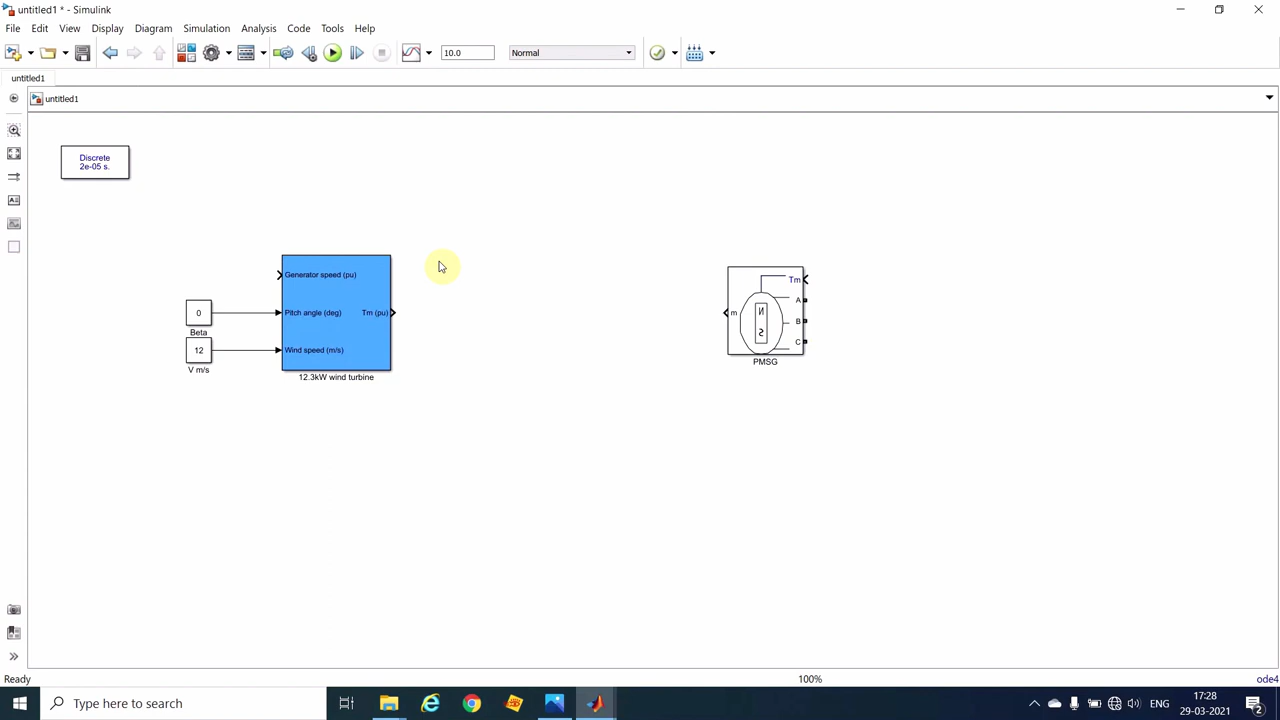 untitled1 * - Simulink
File Edit View Display Diagram Simulation Analysis Code Tools Help
10.0 Normal
untitled1
untitled1
Discrete
2e-05 s.
Generator speed (pu)
0 Pitch angle (deg) Tm (pu)
Beta
12 Wind speed (m/s)
V m/s 12.3kW wind turbine
Tm
A
m N B
S C
PMSG
Ready 100% ode4
Type here to search
ENG 17:28
29-03-2021
2